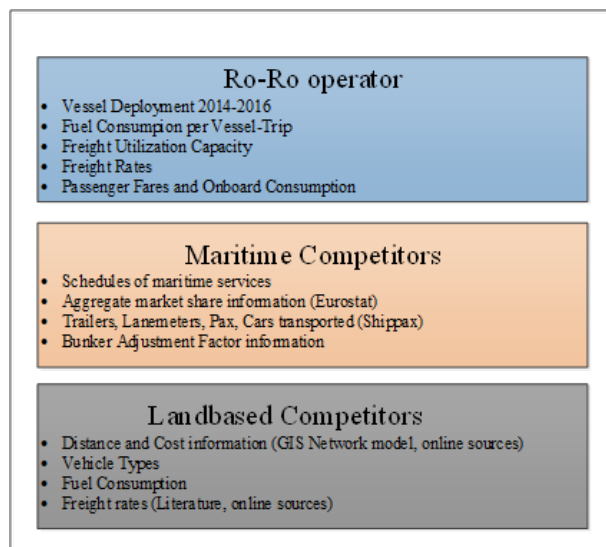 Ro-Ro operator
• Vessel Deployment 2014-2016
• Fuel Consumpion per Vessel-Trip
• Freight Utilization Capacity
• Freight Rates
• Passenger Fares and Onboard Consumption
Maritime Competitors
• Schedules of maritime services
• Aggregate market share information (Eurostat)
• Trailers, Lanemeters, Pax, Cars transported (Shippax)
• Bunker Adjustment Factor information
Landbased Competitors
• Distance and Cost information (GIS Network model, online sources)
• Vehicle Types
• Fuel Consumption
• Freight rates (Literature, online sources)